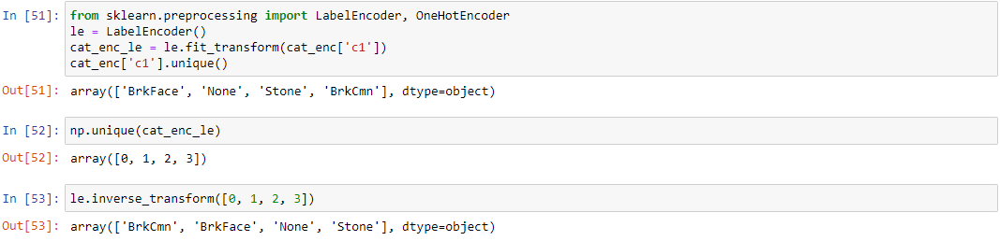 In [51]: from sklearn.preprocessing import LabelEncoder, OneHotEncoder
le = LabelEncoder()
cat_enc_le = le.fit_transform(cat_enc['c1'])
cat_enc['c1'].unique()
Out[51]: array(['BrkFace', 'None', 'Stone', 'BrkCmn'], dtype=object)
In [52]: np.unique(cat_enc_le)
Out[52]: array([0, 1, 2, 3])
In [53]: le.inverse_transform([0, 1, 2, 3])
Out[53]: array(['BrkCmn', 'BrkFace', 'None', 'Stone'], dtype=object)